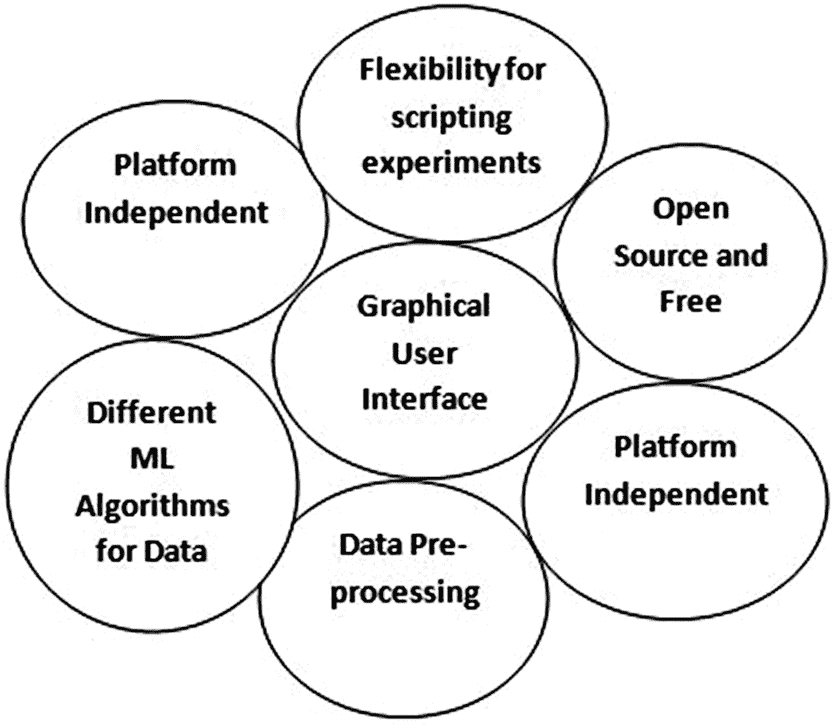 Flexibility for
scripting
experiments
Platform
Independent
Open
Source and
Free
Graphical
User
Interface
Different
ML
Algorithms
for Data
Platform
Independent
Data Pre-
processing